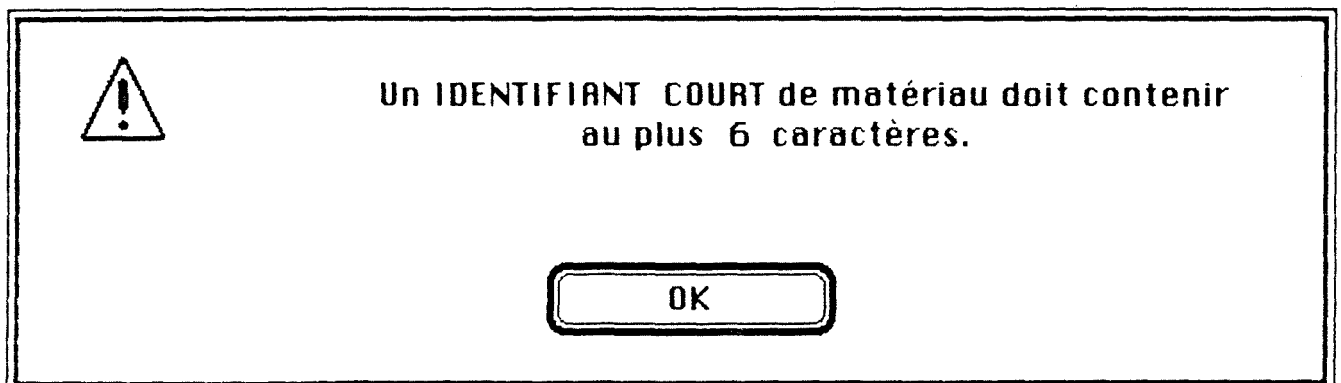 Un IDENTIFIANT COURT de matériau doit contenir
au plus 6 caractères.
OK